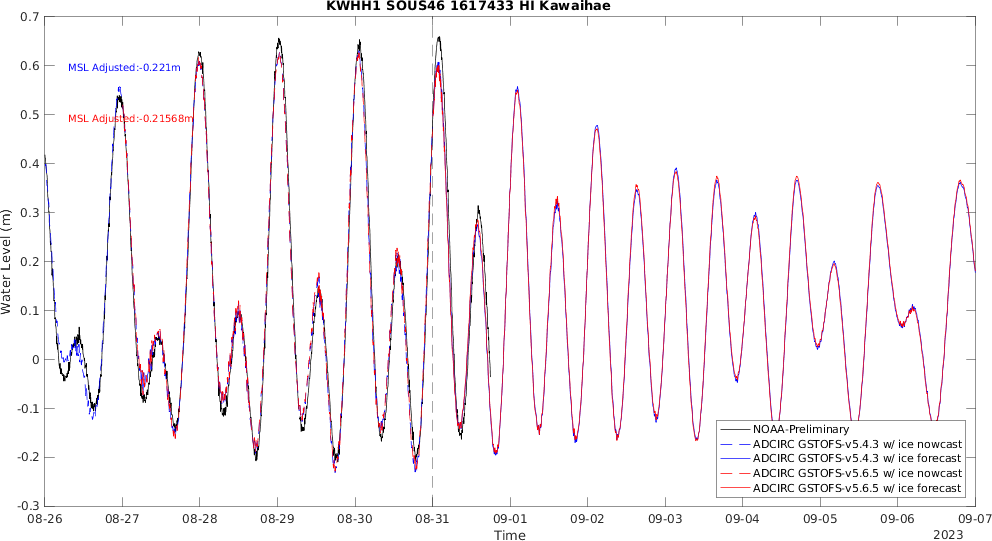 KWHH1 SOUS46 1617433 HI Kawaihae
Water Level (m)
0.7
0.6
0.5
0.4
0.3
0.2
0.1
0
-0.1
-0.2
-0.3
MSL Adjusted:-0.221m
MSL Adjusted:-0.21568m
NOAA-Preliminary
ADCIRC GSTOFS-v5.4.3 w/ ice nowcast
ADCIRC GSTOFS-v5.4.3 w/ ice forecast
ADCIRC GSTOFS-v5.6.5 w/ ice nowcast
ADCIRC GSTOFS-v5.6.5 w/ ice forecast
08-26 08-27 08-28 08-29 08-30 08-31 09-01 09-02 09-03 09-04 09-05 09-06 09-07
Time
2023